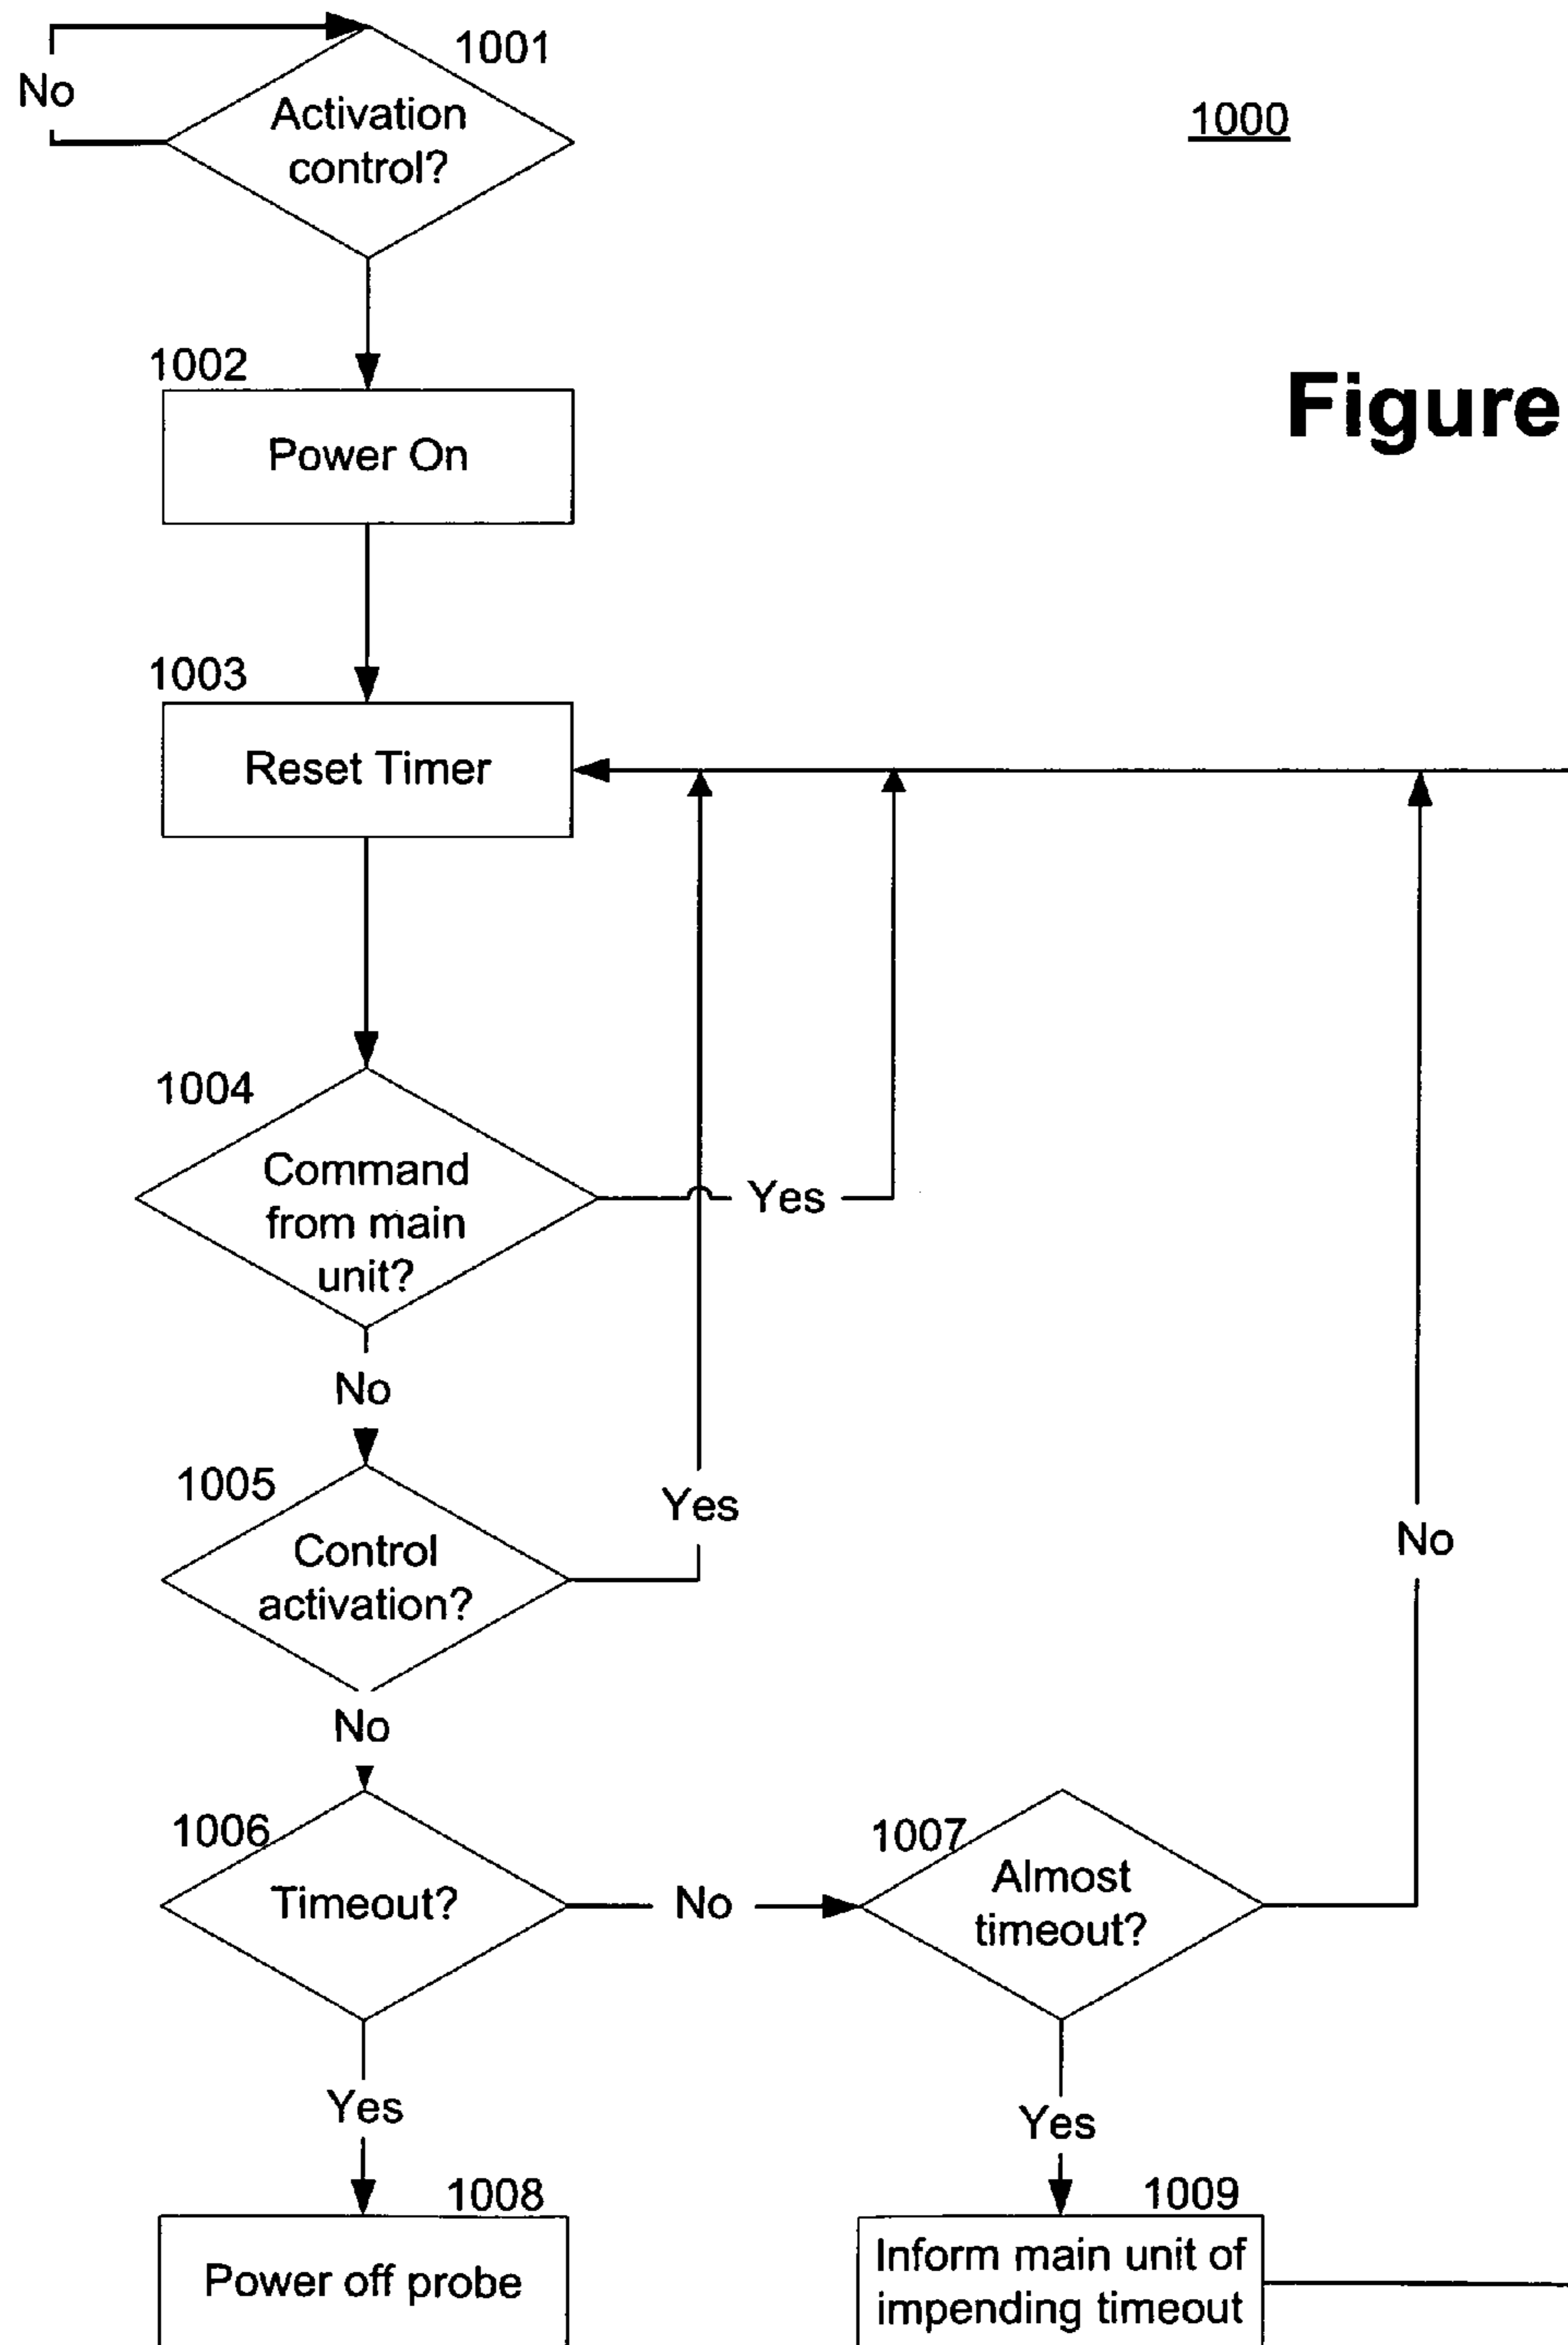 1001
No
Activation
control?
1000
1002
Power On
Figure
1003
Reset Timer
1004
Command
from main
unit?
Yes
No
1005
Control
activation?
Yes
No
No
1006
Timeout?
No
1007
Almost
timeout?
Yes
Yes
1008
Power off probe
1009
Inform main unit of
impending timeout